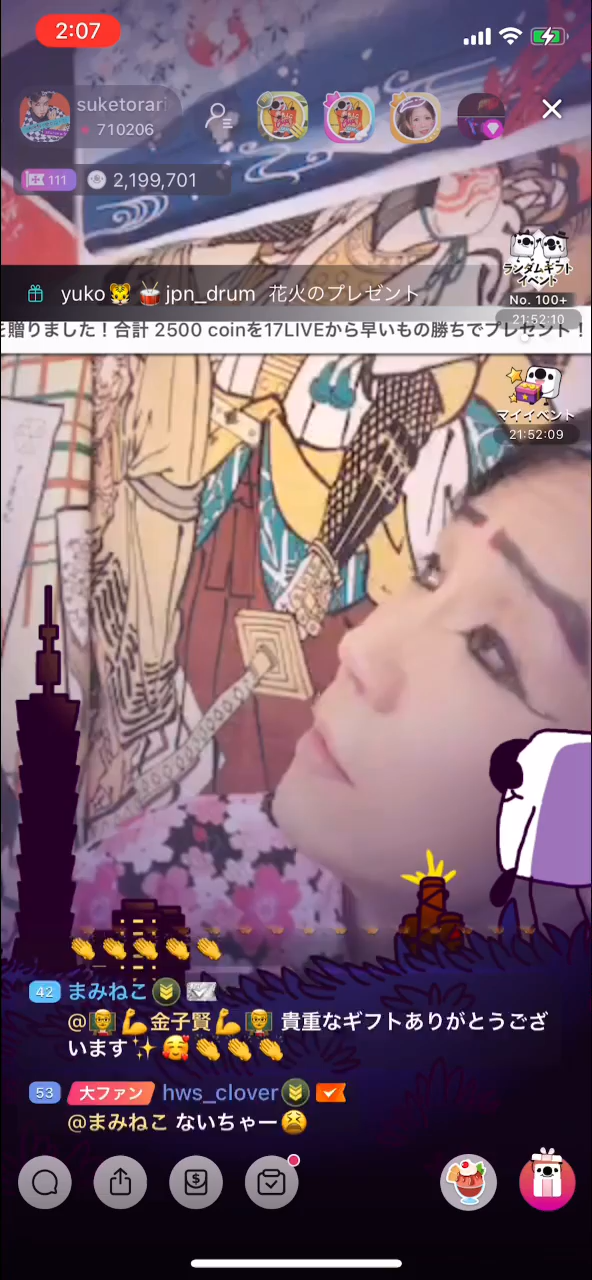 2:07
suketorari
710206
111
2,199,701
ランダムギフト
イベント
No. 100+
21:52:10
yuko🐯🥁jpn_drum 花火のプレゼント
を贈りました！合計 2500 coinを17LIVEから早いもの勝ちでプレゼント！
マイイベント
21:52:09
👏👏👏👏👏
42 まみねこ
@👨‍🏫💪金子賢💪👨‍🏫 貴重なギフトありがとうござ
います✨🥰👏👏👏
53 大ファン hws_clover
@まみねこ ないちゃー😫